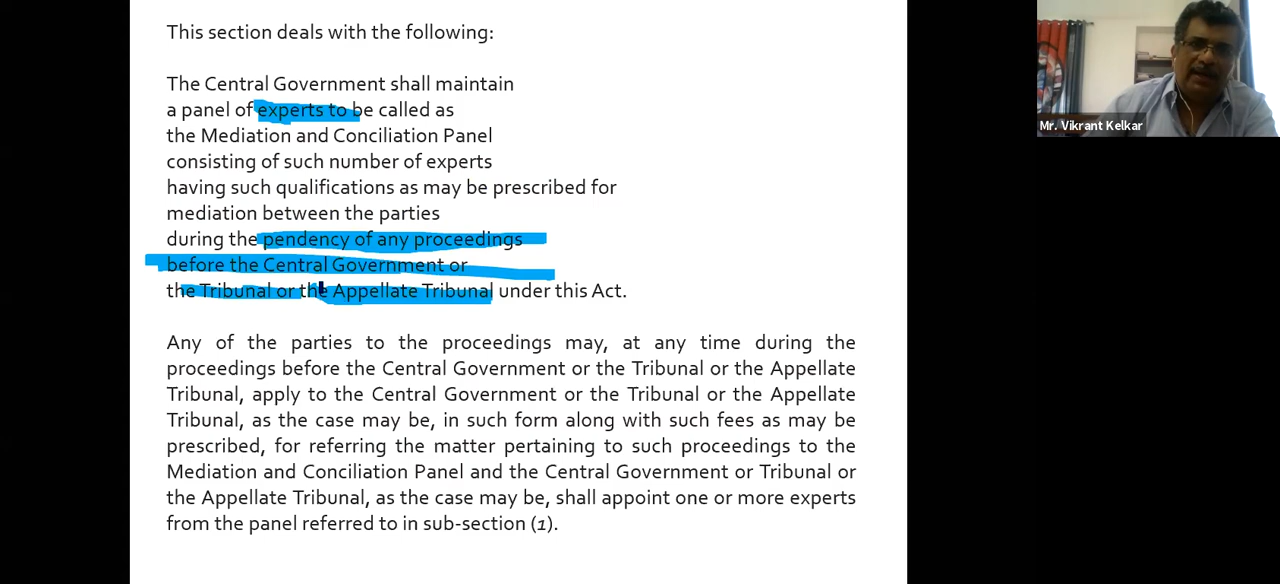 This section deals with the following:
The Central Government shall maintain
a panel of experts to be called as
the Mediation and Conciliation Panel
consisting of such number of experts
having such qualifications as may be prescribed for
mediation between the parties
during the pendency of any proceedings
before the Central Government or
the Tribunal or the Appellate Tribunal under this Act.
Any of the parties to the proceedings may, at any time during the
proceedings before the Central Government or the Tribunal or the Appellate
Tribunal, apply to the Central Government or the Tribunal or the Appellate
Tribunal, as the case may be, in such form along with such fees as may be
prescribed, for referring the matter pertaining to such proceedings to the
Mediation and Conciliation Panel and the Central Government or Tribunal or
the Appellate Tribunal, as the case may be, shall appoint one or more experts
from the panel referred to in sub-section (1).
Mr. Vikrant Kelkar